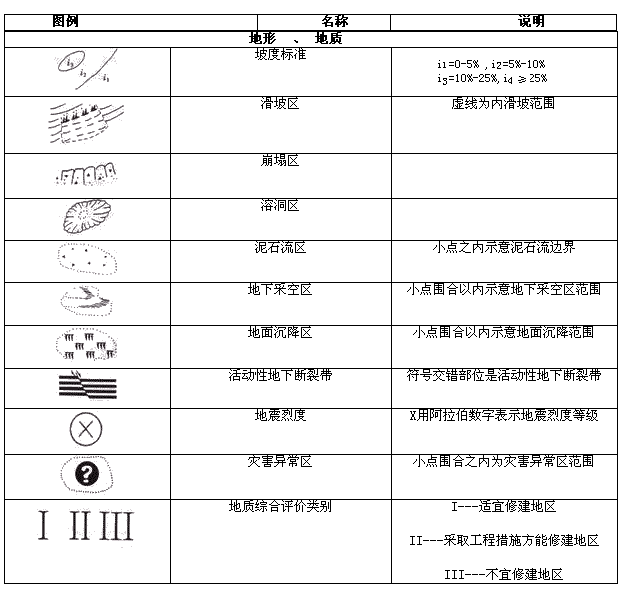 图例 名称 说明
地形 、 地质
i3 i2 i1 坡度标准 i1=0-5% , i2=5%-10%
i3=10%-25%, i4 ≥25%
滑坡区 虚线为内滑坡范围
崩塌区
溶洞区
泥石流区 小点之内示意泥石流边界
地下采空区 小点围合以内示意地下采空区范围
地面沉降区 小点围合以内示意地面沉降范围
活动性地下断裂带 符号交错部位是活动性地下断裂带
X 地震烈度 X用阿拉伯数字表示地震烈度等级
? 灾害异常区 小点围合之内为灾害异常区范围
I II III 地质综合评价类别 I---适宜修建地区
II---采取工程措施方能修建地区
III---不宜修建地区